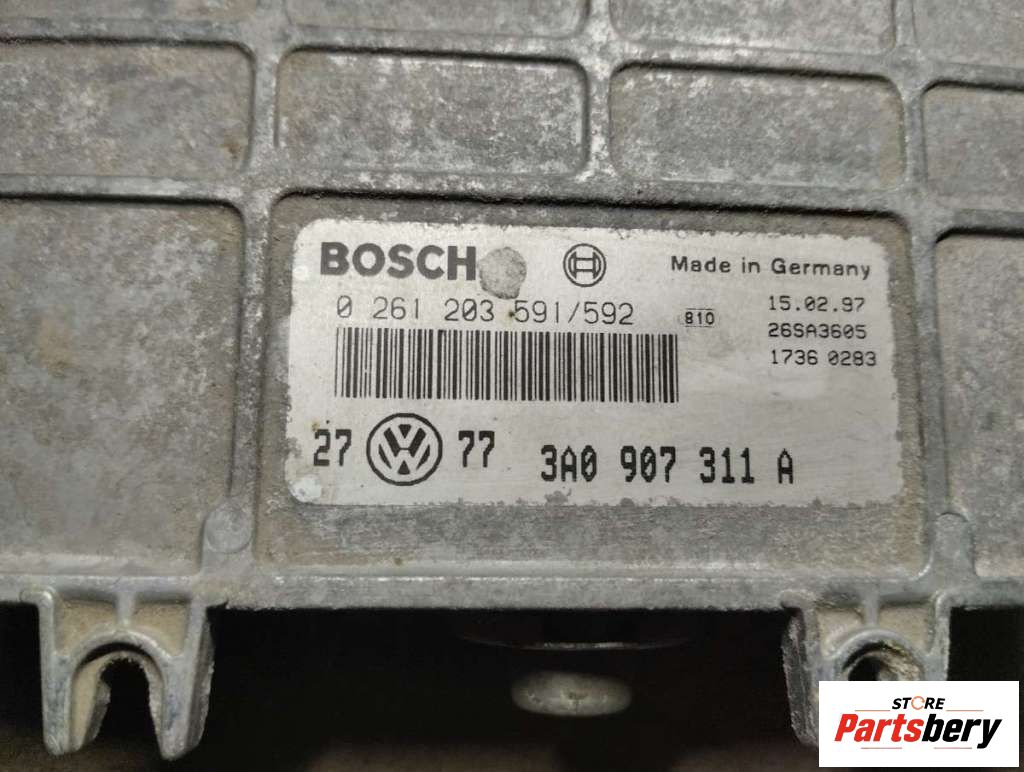 BOSCH
Made in Germany
0 261 203 591/592
810
15.02.97
26SA3605
1736 0283
27 VW 77 3A0 907 311 A
STORE
Partsbery